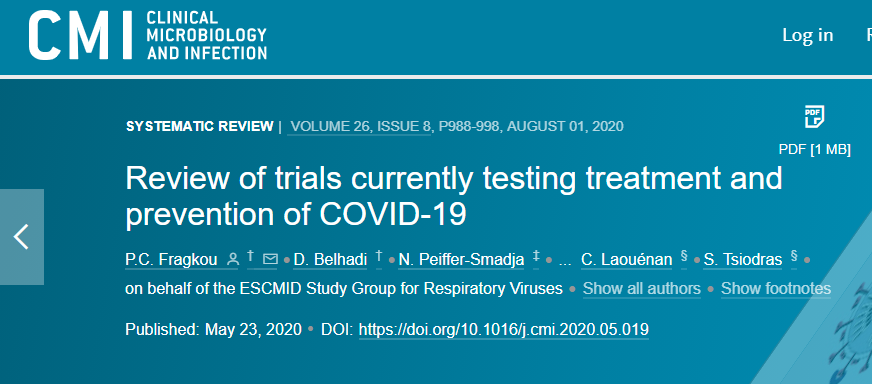 CMI
CLINICAL
MICROBIOLOGY
AND INFECTION
Log in
SYSTEMATIC REVIEW | VOLUME 26, ISSUE 8, P988-998, AUGUST 01, 2020
PDF
PDF [1 MB]
Review of trials currently testing treatment and
prevention of COVID-19
P.C. Fragkou † • D. Belhadi † • N. Peiffer-Smadja ‡ • ... C. Laouénan § • S. Tsiodras § •
on behalf of the ESCMID Study Group for Respiratory Viruses • Show all authors • Show footnotes
Published: May 23, 2020 • DOI: https://doi.org/10.1016/j.cmi.2020.05.019